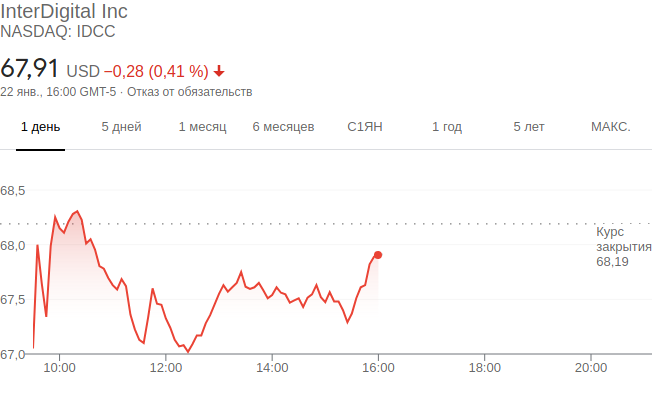 InterDigital Inc
NASDAQ: IDCC
67,91 USD −0,28 (0,41 %)
22 янв., 16:00 GMT-5 · Отказ от обязательств
1 день 5 дней 1 месяц 6 месяцев С1ЯН 1 год 5 лет МАКС.
68,5
Курс
68,0 закрытия
68,19
67,5
67,0
10:00 12:00 14:00 16:00 18:00 20:00